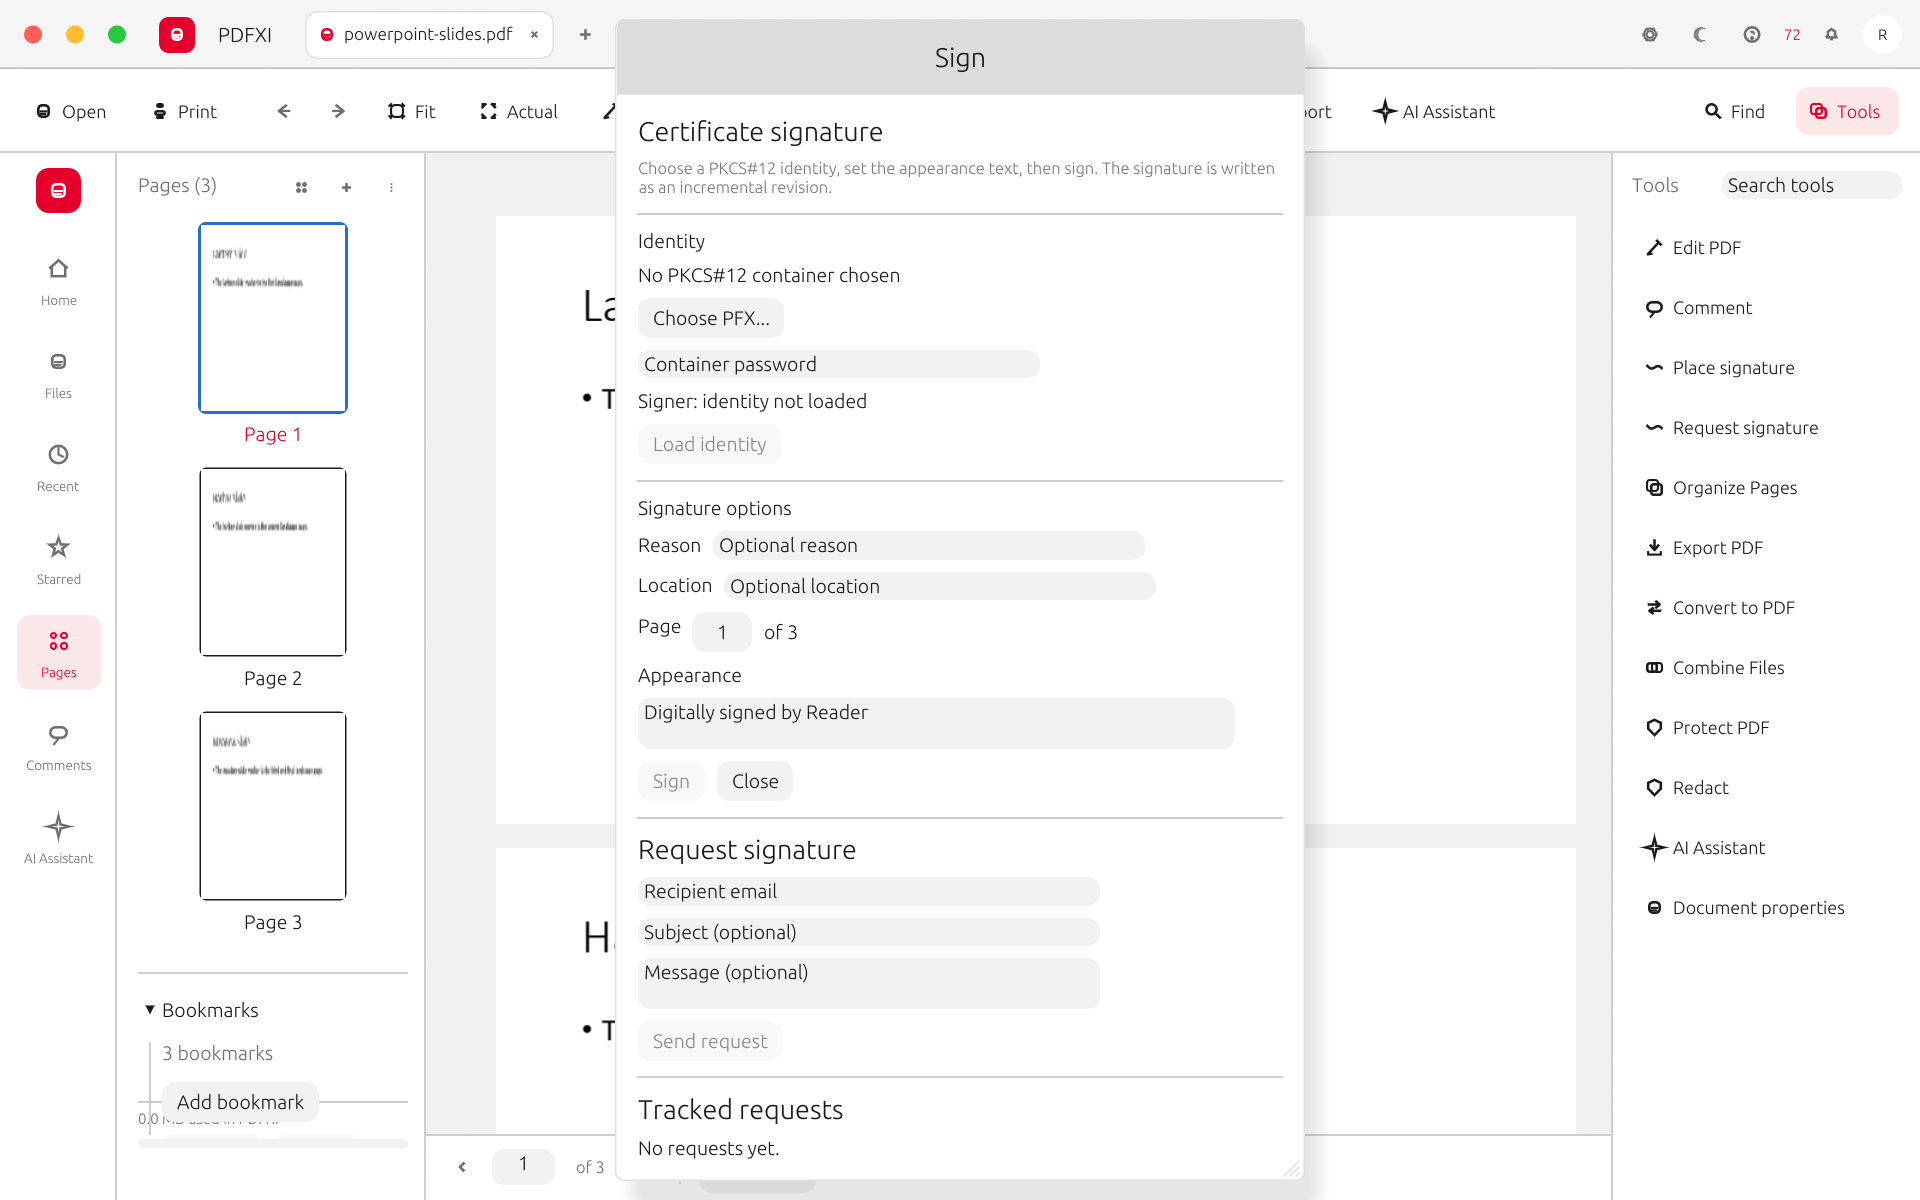 PDFXI
powerpoint-slides.pdf
72
R
Open
Print
Fit
Actual
AI Assistant
Find
Tools
Home
Files
Recent
Starred
Pages
Comments
AI Assistant
Pages (3)
Page 1
Page 2
Page 3
Bookmarks
3 bookmarks
Add bookmark
Sign
Certificate signature
Choose a PKCS#12 identity, set the appearance text, then sign. The signature is written
as an incremental revision.
Identity
No PKCS#12 container chosen
Choose PFX...
Container password
Signer: identity not loaded
Load identity
Signature options
Reason Optional reason
Location Optional location
Page 1 of 3
Appearance
Digitally signed by Reader
Sign Close
Request signature
Recipient email
Subject (optional)
Message (optional)
Send request
Tracked requests
No requests yet.
1 of 3
Tools
Search tools
Edit PDF
Comment
Place signature
Request signature
Organize Pages
Export PDF
Convert to PDF
Combine Files
Protect PDF
Redact
AI Assistant
Document properties